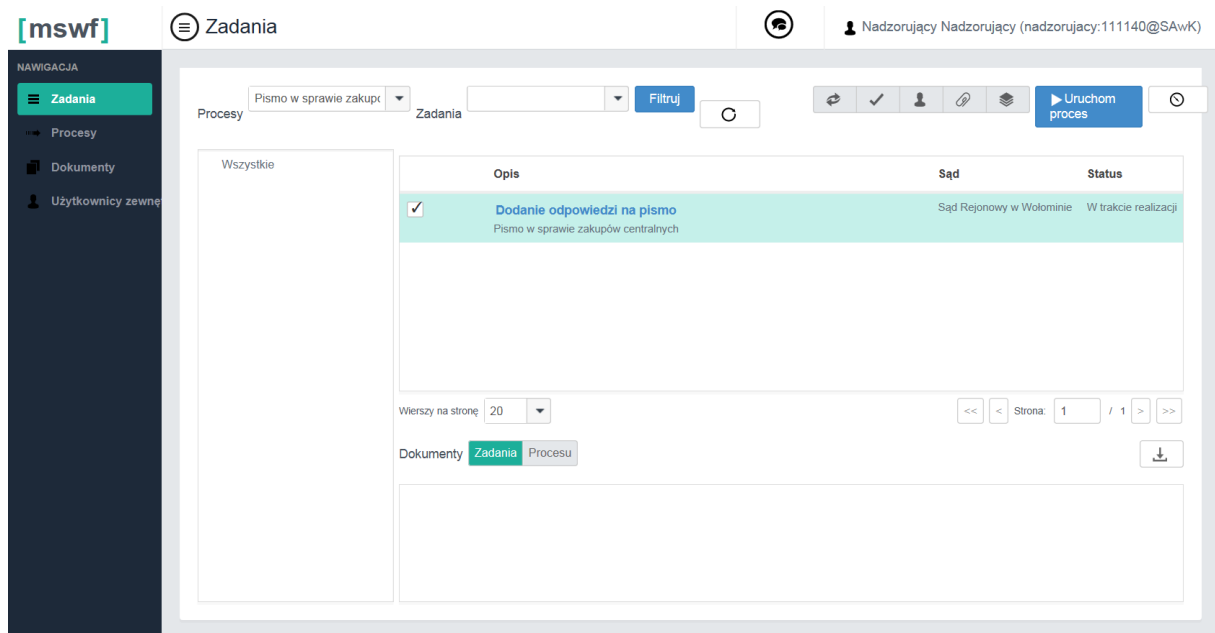 [mswf]
Zadania
Nadzorujący Nadzorujący (nadzorujacy:111140@SAwK)
NAWIGACJA
Zadania
Procesy
Dokumenty
Użytkownicy zewnę
Procesy
Pismo w sprawie zakupo
Zadania
Filtruj
Uruchom
proces
Wszystkie
Opis
Sąd
Status
Dodanie odpowiedzi na pismo
Pismo w sprawie zakupów centralnych
Sąd Rejonowy w Wołominie
W trakcie realizacji
Wierszy na stronę
20
<<
<
Strona:
1
/ 1
>
>>
Dokumenty
Zadania
Procesu